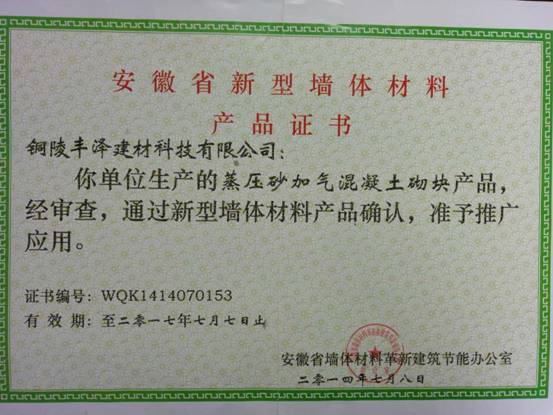 安徽省新型墙体材料
产品证书
铜陵丰泽建材科技有限公司:
你单位生产的蒸压砂加气混凝土砌块产品，
经审查，通过新型墙体材料产品确认，准予推广
应用。
证书编号：WQK1414070153
有效期：至二〇一七年七月七日止
安徽省墙体材料革新建筑节能办公室
二〇一四年七月八日